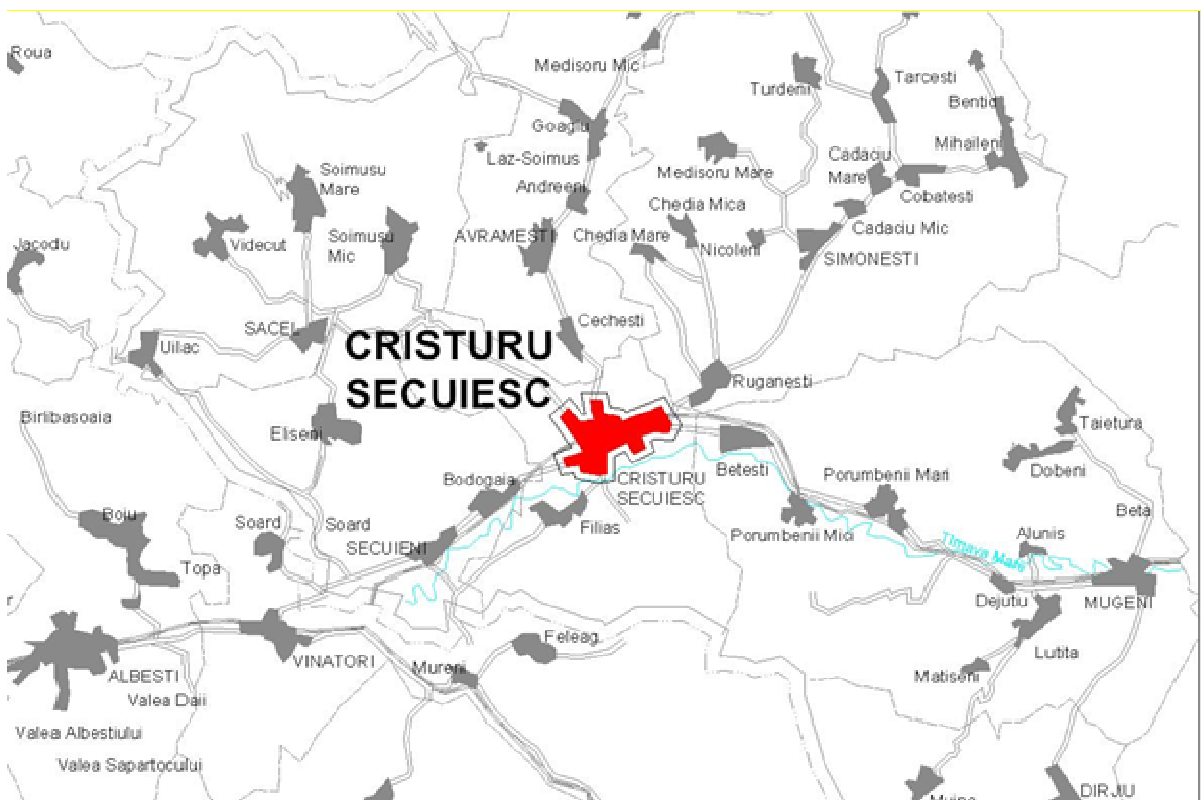 Roua
Medisoru Mic
Turdeni
Tarcesti
Bentid
Goagiu
Mihaileni
Laz-Soimus
Soimusu
Mare
Medisoru Mare
Cadaciu
Mare
Andreeni
Cobatesti
Chedia Mica
Jacodu
Videcut
Soimusu
Mic
AVRAMESTI
Chedia Mare
Nicoleni
Cadaciu Mic
SIMONESTI
SACEL
Cechesti
Uilac
CRISTURU
SECUIESC
Ruganesti
Birlibasoaia
Eliseni
Taietura
Bodogaia
CRISTURU
SECUIESC
Betesti
Dobeni
Porumbenii Mari
Boiu
Soard
Soard
Filias
Beta
SECUIENI
Porumbenii Mici
Alunis
Tirnava Mare
Topa
Dejutiu
MUGENI
Feleag
VINATORI
Mureni
Lutita
ALBESTI
Matiseni
Valea Daii
Valea Albestiului
Valea Sapartocului
DIRJIU